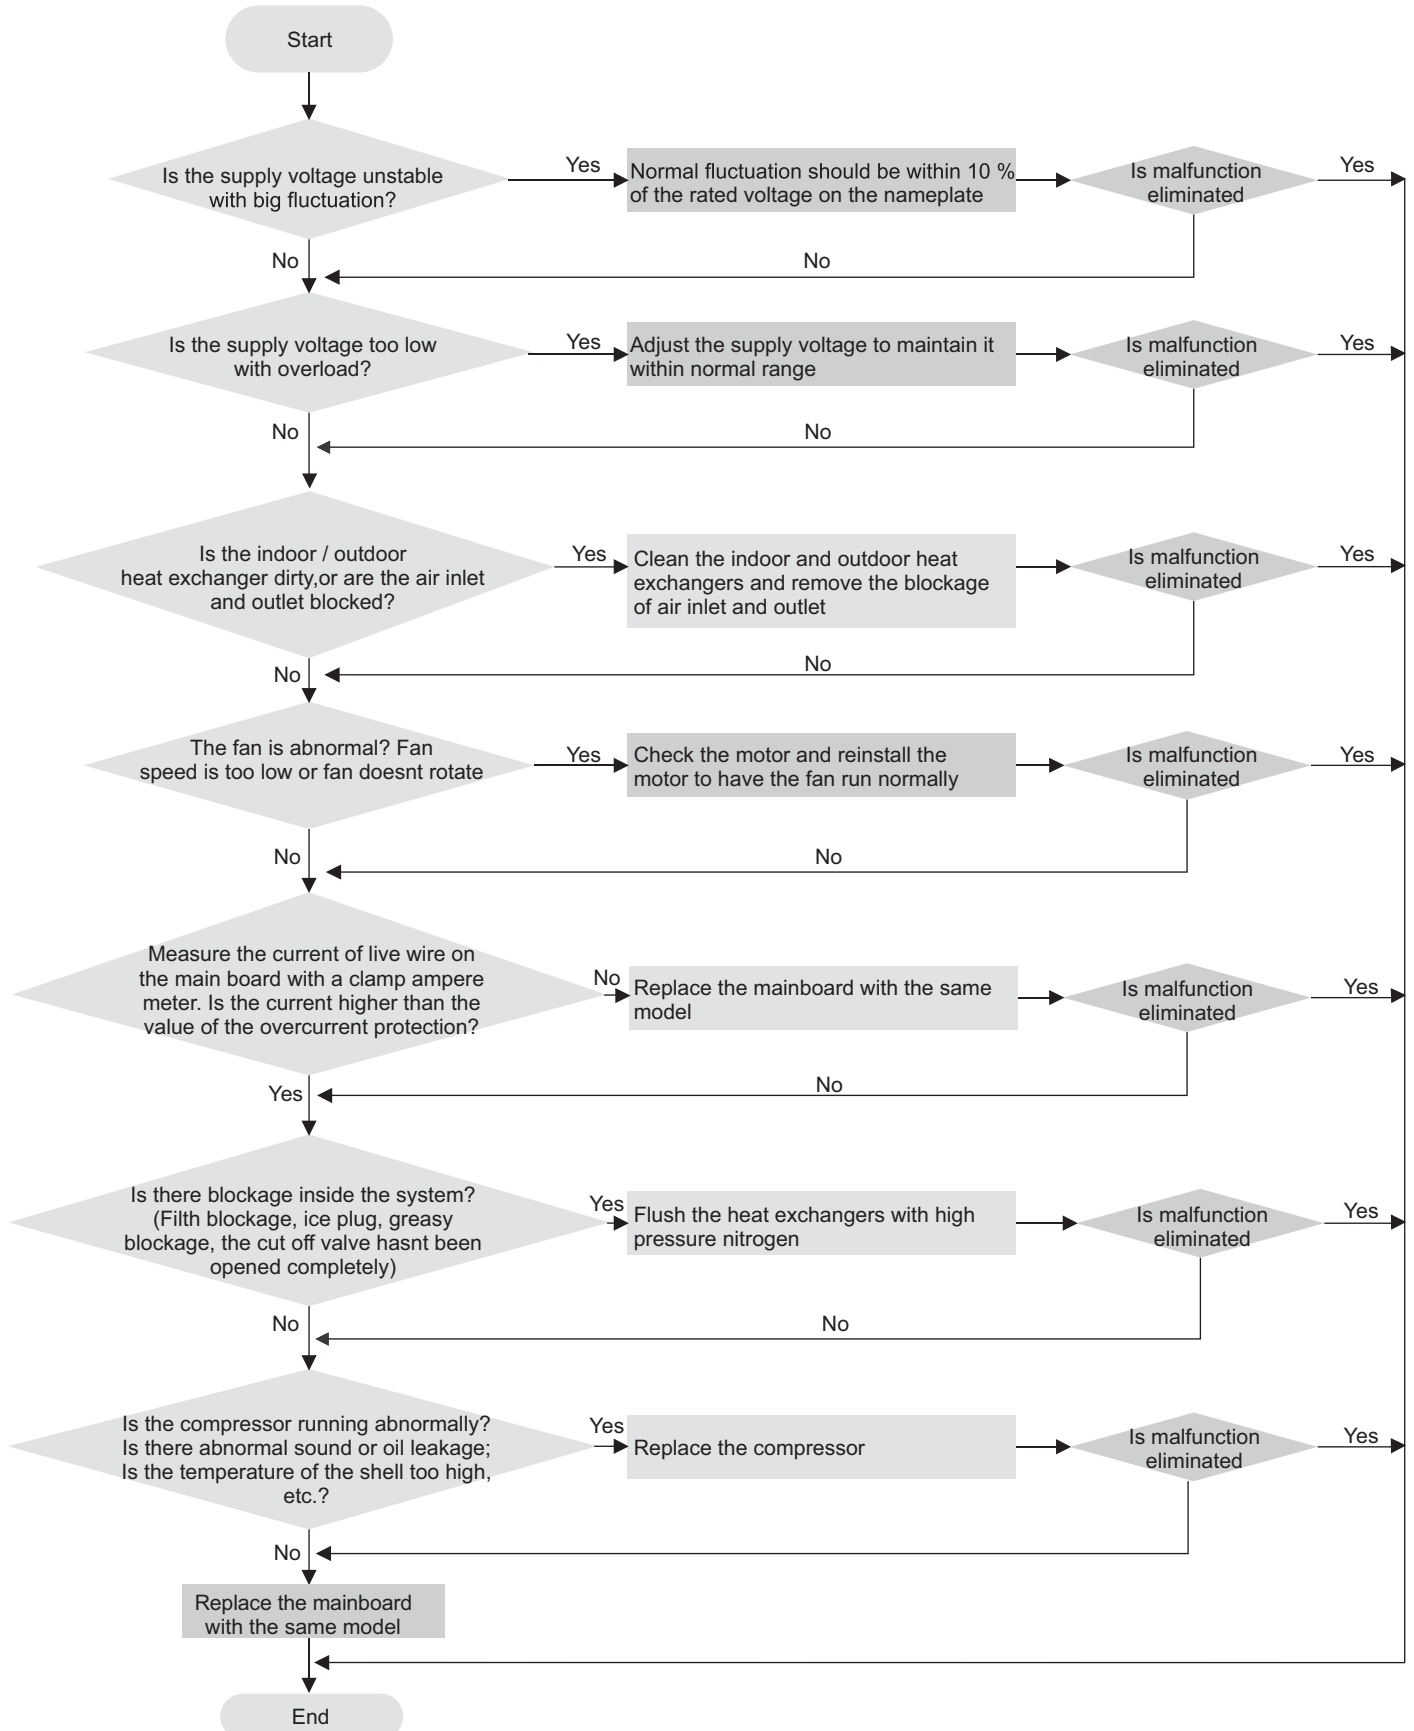 Start
Is the supply voltage unstable
with big fluctuation?
Yes
Normal fluctuation should be within 10 %
of the rated voltage on the nameplate
Is malfunction
eliminated
Yes
No
No
Is the supply voltage too low
with overload?
Yes
Adjust the supply voltage to maintain it
within normal range
Is malfunction
eliminated
Yes
No
No
Is the indoor / outdoor
heat exchanger dirty,or are the air inlet
and outlet blocked?
Yes
Clean the indoor and outdoor heat
exchangers and remove the blockage
of air inlet and outlet
Is malfunction
eliminated
Yes
No
No
The fan is abnormal? Fan
speed is too low or fan doesnt rotate
Yes
Check the motor and reinstall the
motor to have the fan run normally
Is malfunction
eliminated
Yes
No
No
Measure the current of live wire on
the main board with a clamp ampere
meter. Is the current higher than the
value of the overcurrent protection?
No
Replace the mainboard with the same
model
Is malfunction
eliminated
Yes
Yes
No
Is there blockage inside the system?
(Filth blockage, ice plug, greasy
blockage, the cut off valve hasnt been
opened completely)
Yes
Flush the heat exchangers with high
pressure nitrogen
Is malfunction
eliminated
Yes
No
No
Is the compressor running abnormally?
Is there abnormal sound or oil leakage;
Is the temperature of the shell too high,
etc.?
Yes
Replace the compressor
Is malfunction
eliminated
Yes
No
Replace the mainboard
with the same model
End